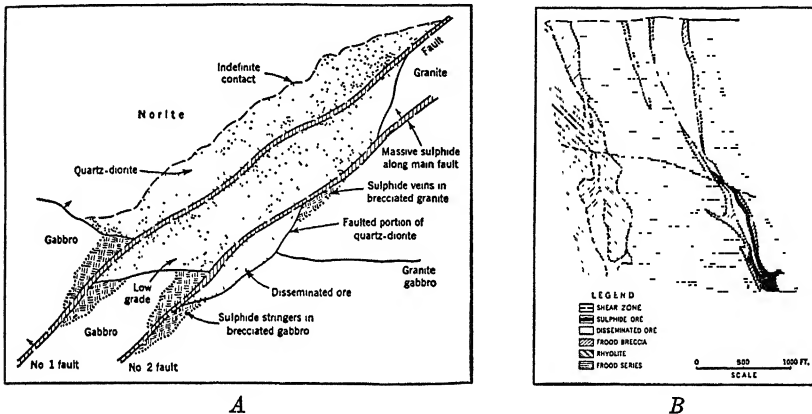 Fault
Indefinite
contact
Granite
Norite
Massive sulphide
along main fault
Quartz-dionte
Sulphide veins in
brecciated granite
Faulted portion of
quartz-dionte
Gabbro
Granite
gabbro
Low
grade
Disseminated ore
Gabbro
Sulphide stringers in
brecciated gabbro
No 1 fault
No 2 fault
A
LEGEND
SHEAR ZONE
SULPHIDE ORE
DISSEMINATED ORE
FROOD BRECCIA
RHYOLITE
FROOD SERIES
0 500 1000 FT.
SCALE
B